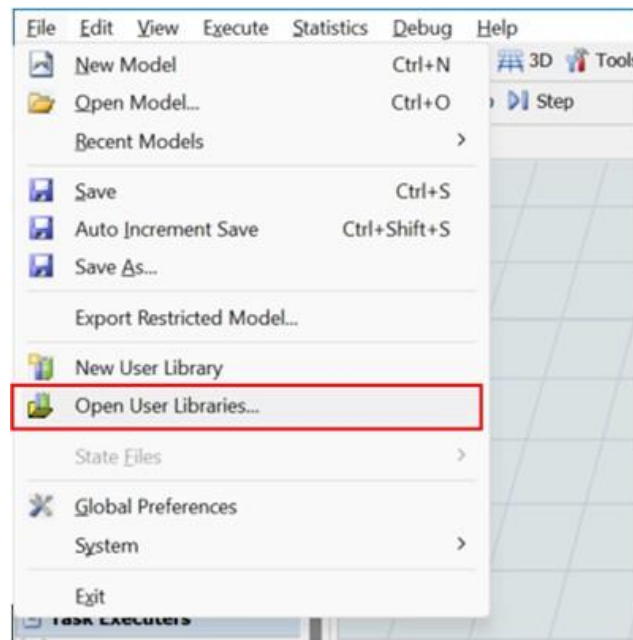 File Edit View Execute Statistics Debug Help
New Model Ctrl+N
3D Tools
Open Model... Ctrl+O
Step
Recent Models
Save Ctrl+S
Auto Increment Save Ctrl+Shift+S
Save As...
Export Restricted Model...
New User Library
Open User Libraries...
State Files
Global Preferences
System
Exit
Task Executers